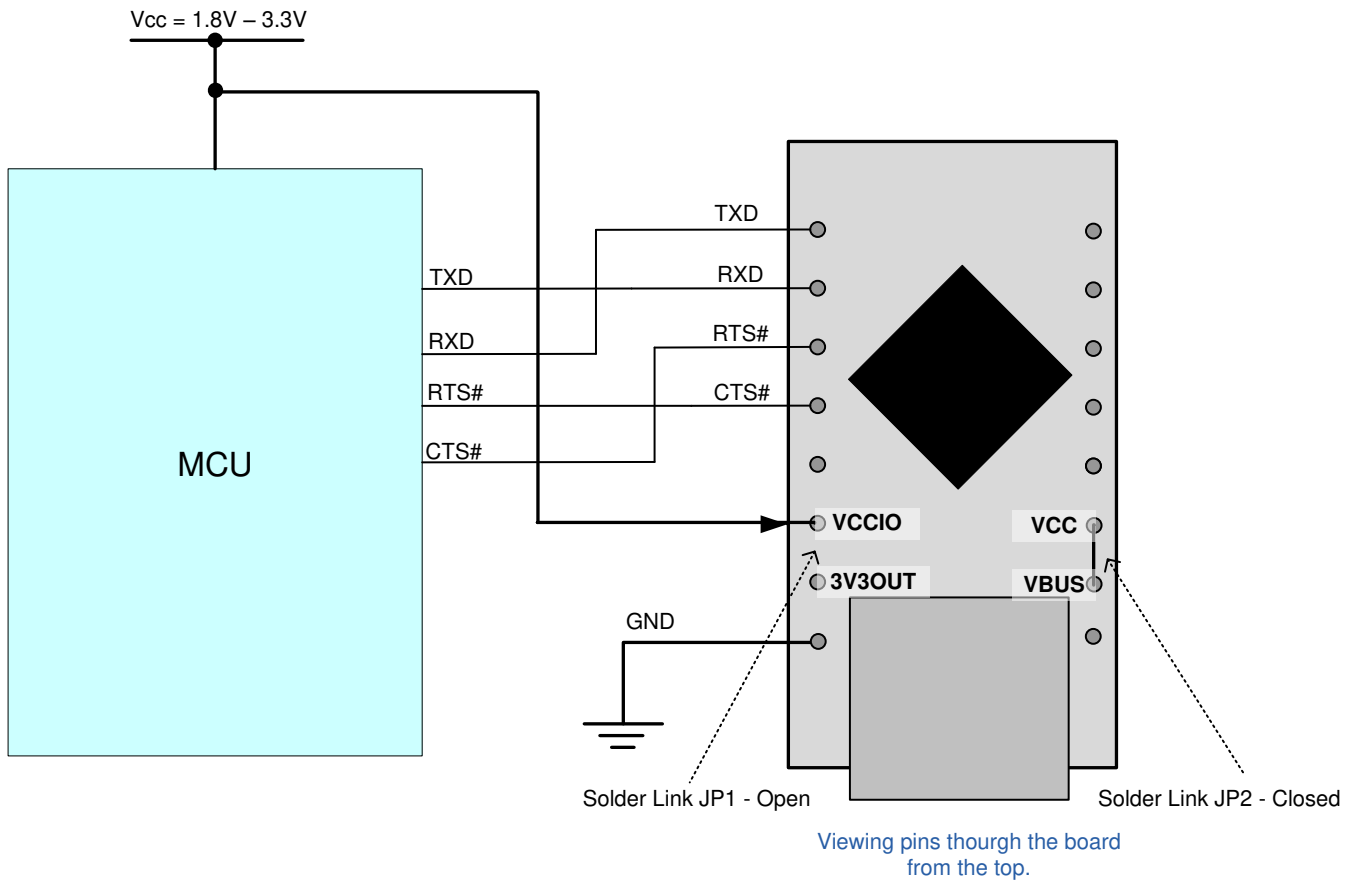 Vcc = 1.8V – 3.3V
TXD
TXD
RXD
RXD
RTS#
RTS#
CTS#
CTS#
MCU
VCCIO
VCC
3V3OUT
VBUS
GND
Solder Link JP1 - Open
Solder Link JP2 - Closed
Viewing pins thourgh the board
from the top.